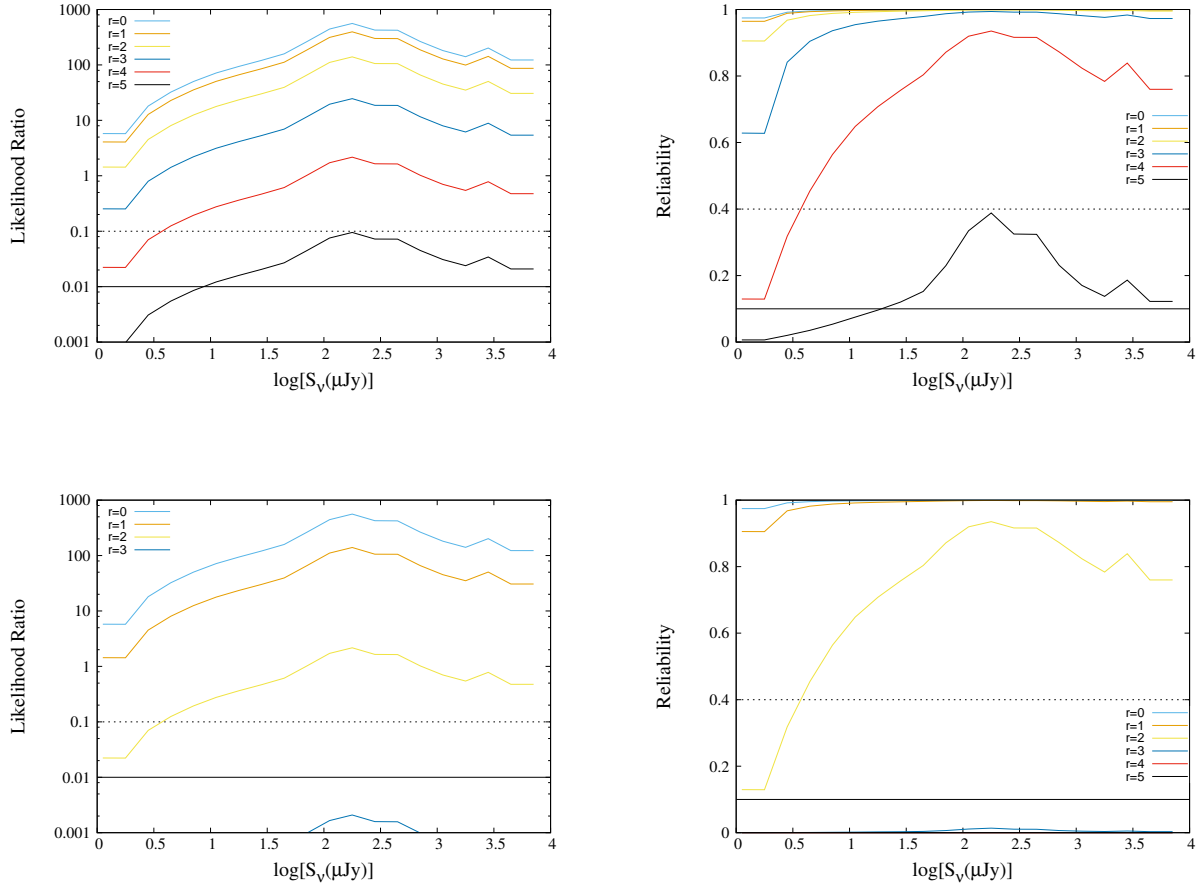 1000
100
10
1
0.1
0.01
0.001
Likelihood Ratio
r=0
r=1
r=2
r=3
r=4
r=5
0 0.5 1 1.5 2 2.5 3 3.5 4
log[Sν(μJy)]
1
0.8
0.6
0.4
0.2
0
Reliability
r=0
r=1
r=2
r=3
r=4
r=5
0 0.5 1 1.5 2 2.5 3 3.5 4
log[Sν(μJy)]
1000
100
10
1
0.1
0.01
0.001
Likelihood Ratio
r=0
r=1
r=2
r=3
0 0.5 1 1.5 2 2.5 3 3.5 4
log[Sν(μJy)]
1
0.8
0.6
0.4
0.2
0
Reliability
r=0
r=1
r=2
r=3
r=4
r=5
0 0.5 1 1.5 2 2.5 3 3.5 4
log[Sν(μJy)]